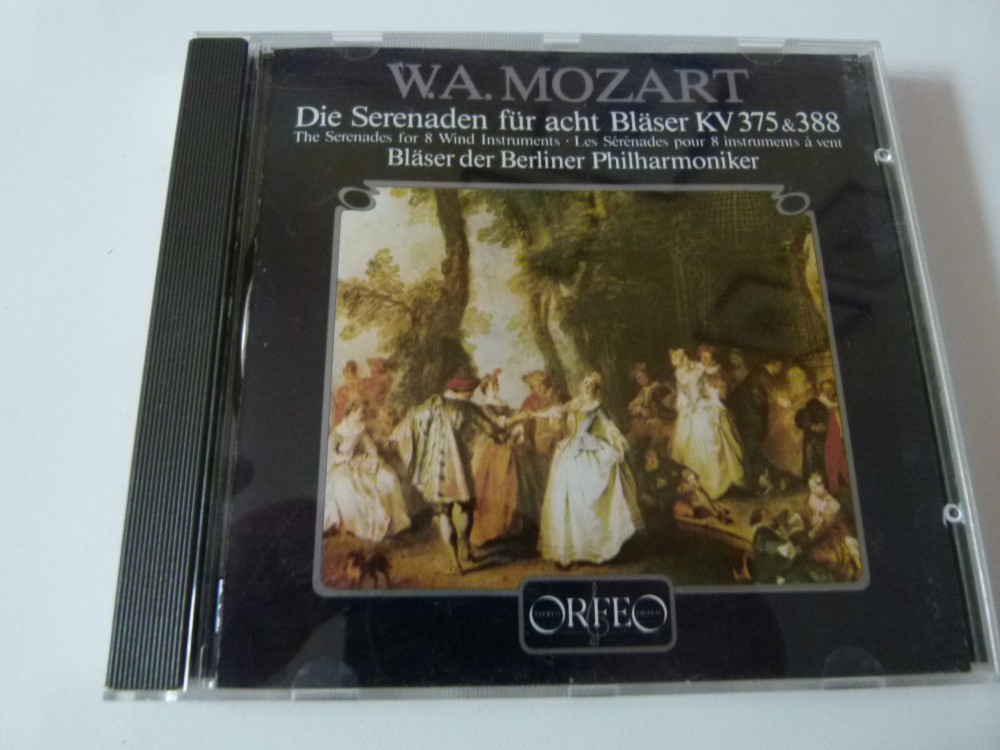 W.A. MOZART
Die Serenaden für acht Bläser KV 375 & 388
The Serenades for 8 Wind Instruments · Les Sérénades pour 8 instruments à vent
Bläser der Berliner Philharmoniker
ORFEO